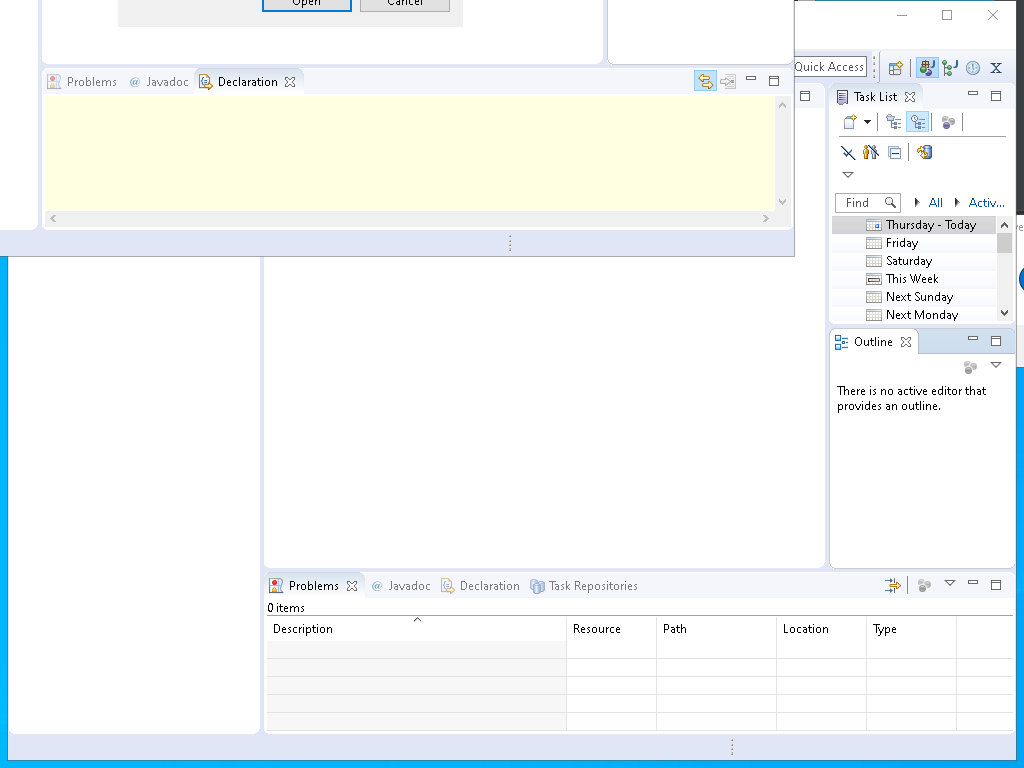 Open
Cancel
Problems
@ Javadoc
Declaration
Quick Access
Task List
Find
All
Activ...
Thursday - Today
Friday
Saturday
This Week
Next Sunday
Next Monday
Outline
There is no active editor that
provides an outline.
Problems
@ Javadoc
Declaration
Task Repositories
0 items
Description
Resource
Path
Location
Type